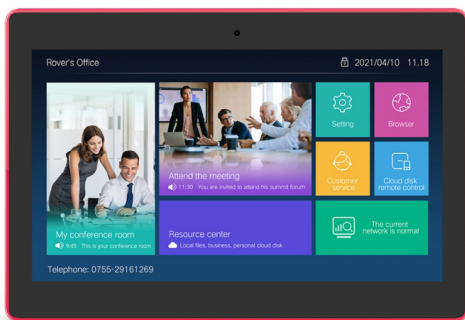 Rover's Office
2021/04/10 11.18
Setting
Browser
Attend the meeting
11:30 You are invited to attend his summit forum
Customer service
Cloud disk remote control
My conference room
9:45 This is your conference room
Resource center
Local files, business, personal cloud disk
The current network is normal
Telephone: 0755-29161269